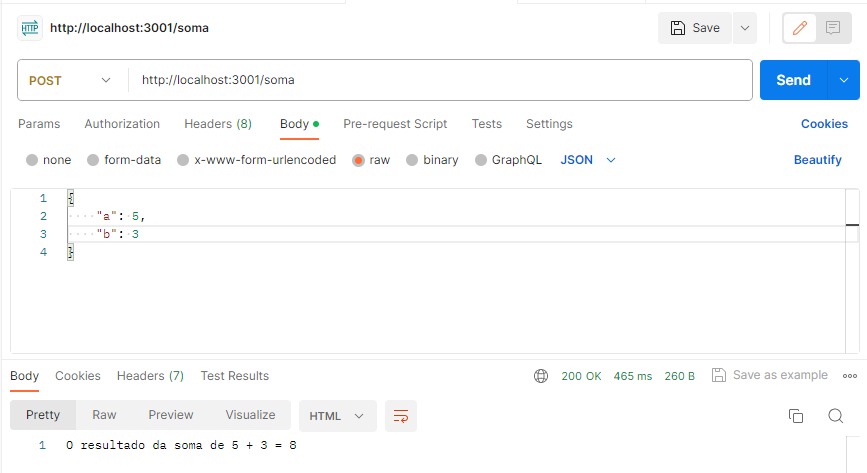 HTTP http://localhost:3001/soma Save
POST http://localhost:3001/soma Send
Params Authorization Headers (8) Body Pre-request Script Tests Settings Cookies
none form-data x-www-form-urlencoded raw binary GraphQL JSON Beautify
1 {
2 "a": 5,
3 "b": 3
4 }
Body Cookies Headers (7) Test Results 200 OK 465 ms 260 B Save as example
Pretty Raw Preview Visualize HTML
1 O resultado da soma de 5 + 3 = 8